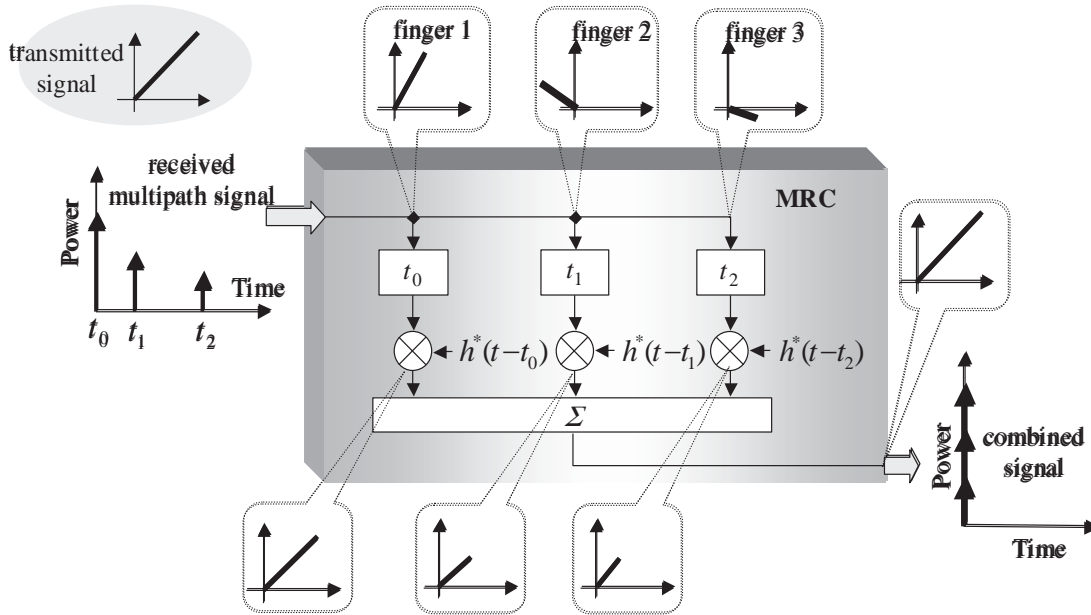 finger 1
finger 2
finger 3
transmitted
signal
received
multipath signal
MRC
Power
Time
t0
t1
t2
t0
t1
t2
h*(t−t0)
h*(t−t1)
h*(t−t2)
Σ
Power
combined
signal
Time